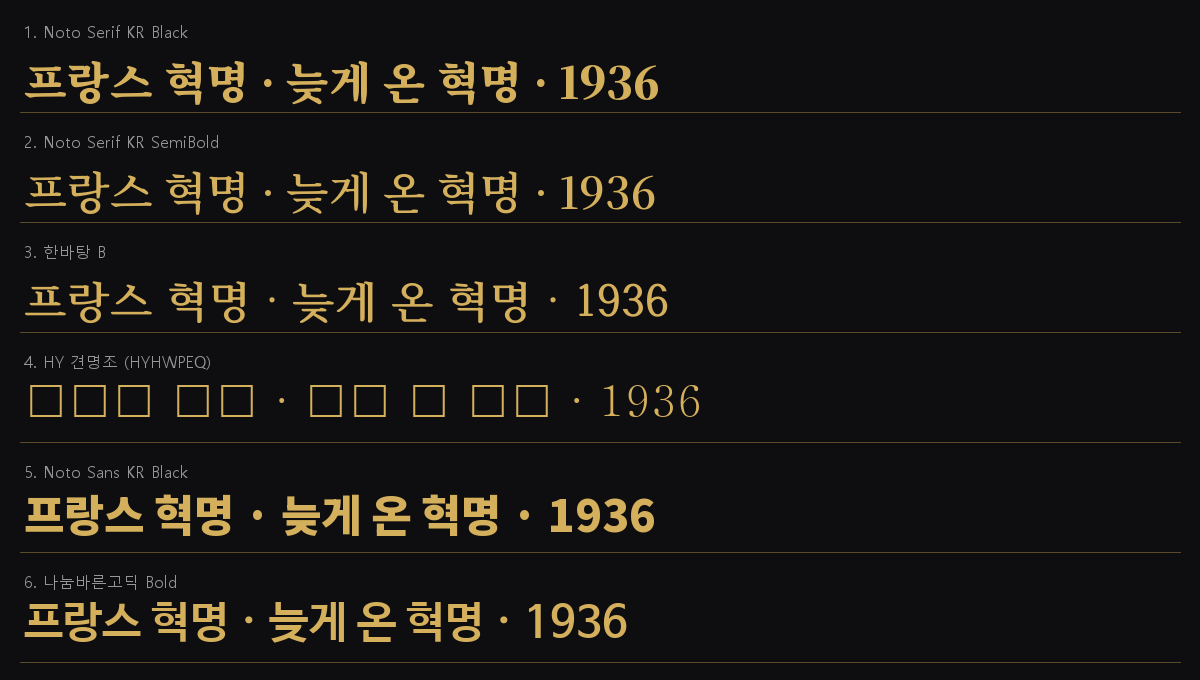 1. Noto Serif KR Black
프랑스 혁명 · 늦게 온 혁명 · 1936
2. Noto Serif KR SemiBold
프랑스 혁명 · 늦게 온 혁명 · 1936
3. 한바탕 B
프랑스 혁명 · 늦게 온 혁명 · 1936
4. HY 견명조 (HYHWPEQ)
□□□ □□ · □□ □ □□ · 1936
5. Noto Sans KR Black
프랑스 혁명 · 늦게 온 혁명 · 1936
6. 나눔바른고딕 Bold
프랑스 혁명 · 늦게 온 혁명 · 1936